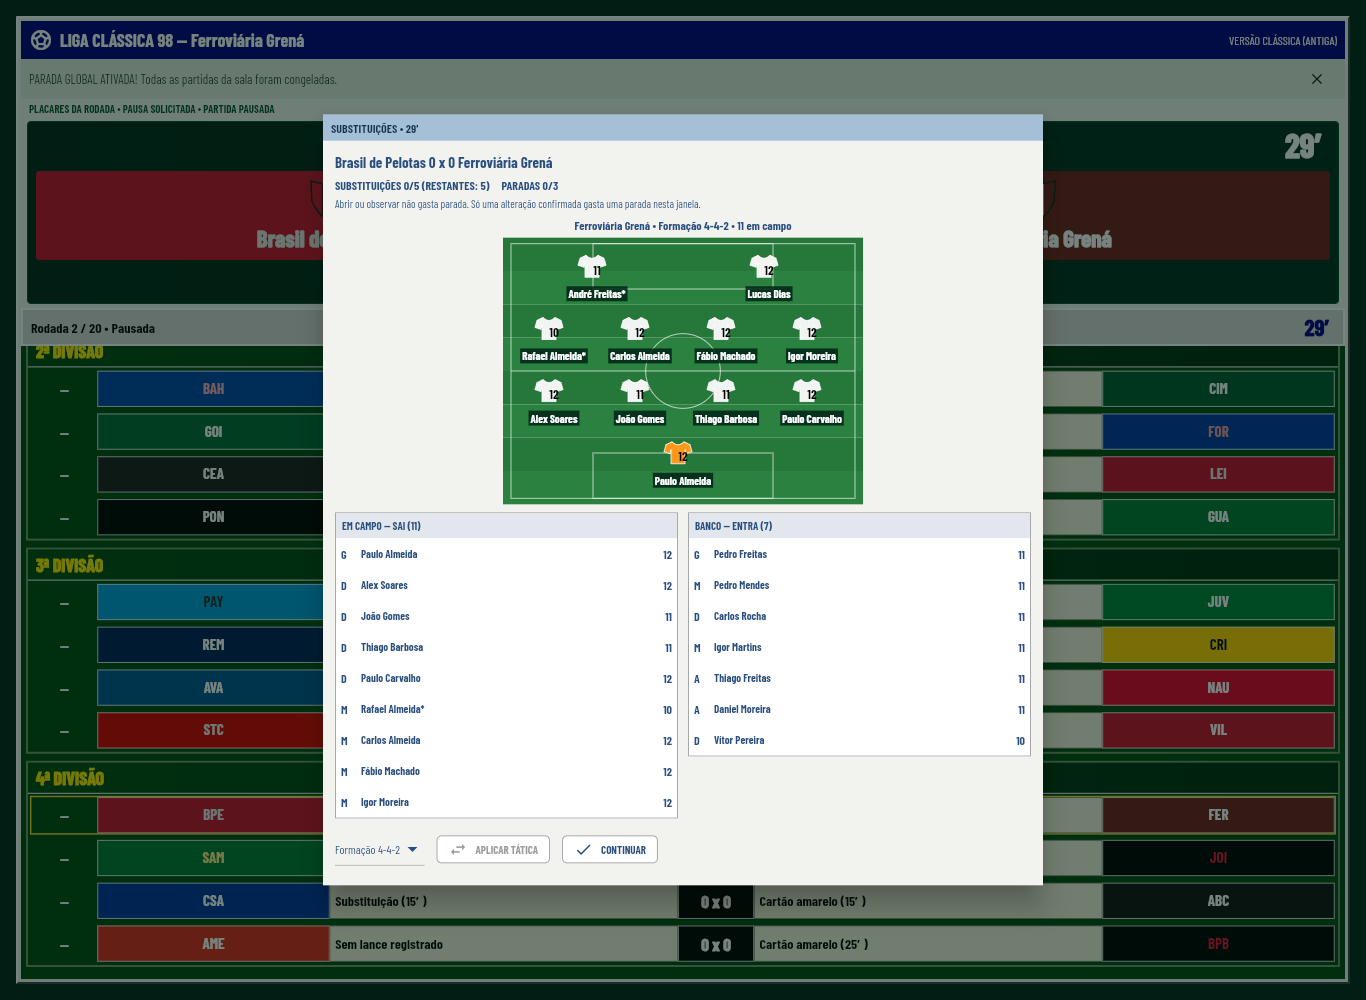 LIGA CLÁSSICA 98 — Ferroviária Grená
VERSÃO CLÁSSICA (ANTIGA)
PARADA GLOBAL ATIVADA! Todas as partidas da sala foram congeladas.
PLACARES DA RODADA • PAUSA SOLICITADA • PARTIDA PAUSADA
29’
Brasil de
ia Grená
Rodada 2 / 20 • Pausada
29’
SUBSTITUIÇÕES • 29’
Brasil de Pelotas 0 x 0 Ferroviária Grená
SUBSTITUIÇÕES 0/5 (RESTANTES: 5) PARADAS 0/3
Abrir ou observar não gasta parada. Só uma alteração confirmada gasta uma parada nesta janela.
Ferroviária Grená • Formação 4-4-2 • 11 em campo
11 12
André Freitas* Lucas Dias
10 12 12 12
Rafael Almeida* Carlos Almeida Fábio Machado Igor Moreira
12 11 11 12
Alex Soares João Gomes Thiago Barbosa Paulo Carvalho
12
Paulo Almeida
EM CAMPO — SAI (11)
G Paulo Almeida 12
D Alex Soares 12
D João Gomes 11
D Thiago Barbosa 11
D Paulo Carvalho 12
M Rafael Almeida* 10
M Carlos Almeida 12
M Fábio Machado 12
M Igor Moreira 12
BANCO — ENTRA (7)
G Pedro Freitas 11
M Pedro Mendes 11
D Carlos Rocha 11
M Igor Martins 11
A Thiago Freitas 11
A Daniel Moreira 11
D Vitor Pereira 10
Formação 4-4-2
APLICAR TÁTICA
CONTINUAR
2ª DIVISÃO
— BAH CIM
— GOI FOR
— CEA LEI
— PON GUA
3ª DIVISÃO
— PAY JUV
— REM CRI
— AVA NAU
— STC VIL
4ª DIVISÃO
— BPE FER
— SAM JOI
— CSA Substituição (15’ ) 0 x 0 Cartão amarelo (15’ ) ABC
— AME Sem lance registrado 0 x 0 Cartão amarelo (25’ ) BPB